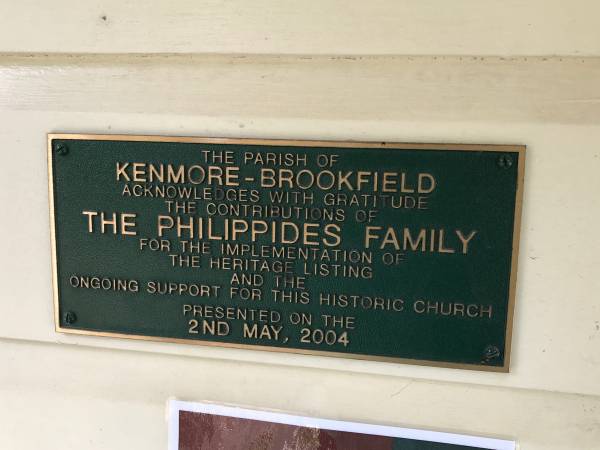 THE PARISH OF
KENMORE-BROOKFIELD
ACKNOWLEDGES WITH GRATITUDE
THE CONTRIBUTIONS OF
THE PHILIPPIDES FAMILY
FOR THE IMPLEMENTATION OF
THE HERITAGE LISTING
AND THE
ONGOING SUPPORT FOR THIS HISTORIC CHURCH
PRESENTED ON THE
2ND MAY, 2004